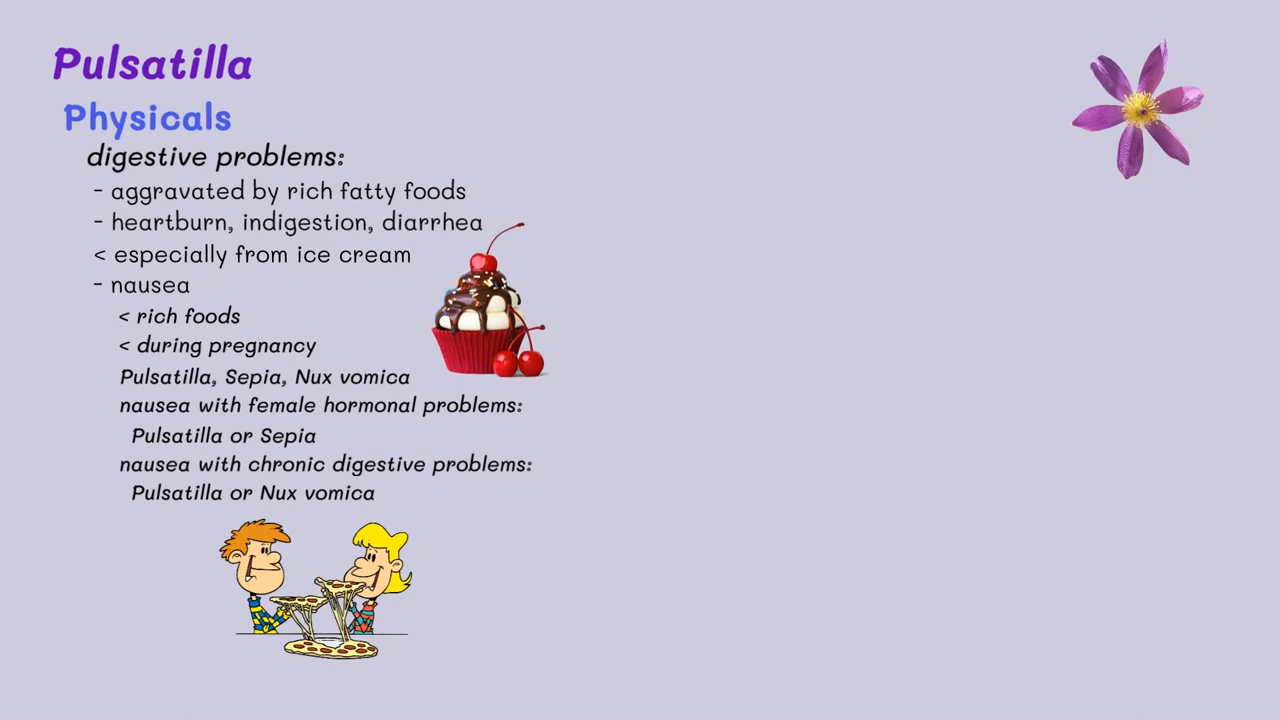 Pulsatilla
Physicals
digestive problems:
- aggravated by rich fatty foods
- heartburn, indigestion, diarrhea
< especially from ice cream
- nausea
< rich foods
< during pregnancy
Pulsatilla, Sepia, Nux vomica
nausea with female hormonal problems:
Pulsatilla or Sepia
nausea with chronic digestive problems:
Pulsatilla or Nux vomica